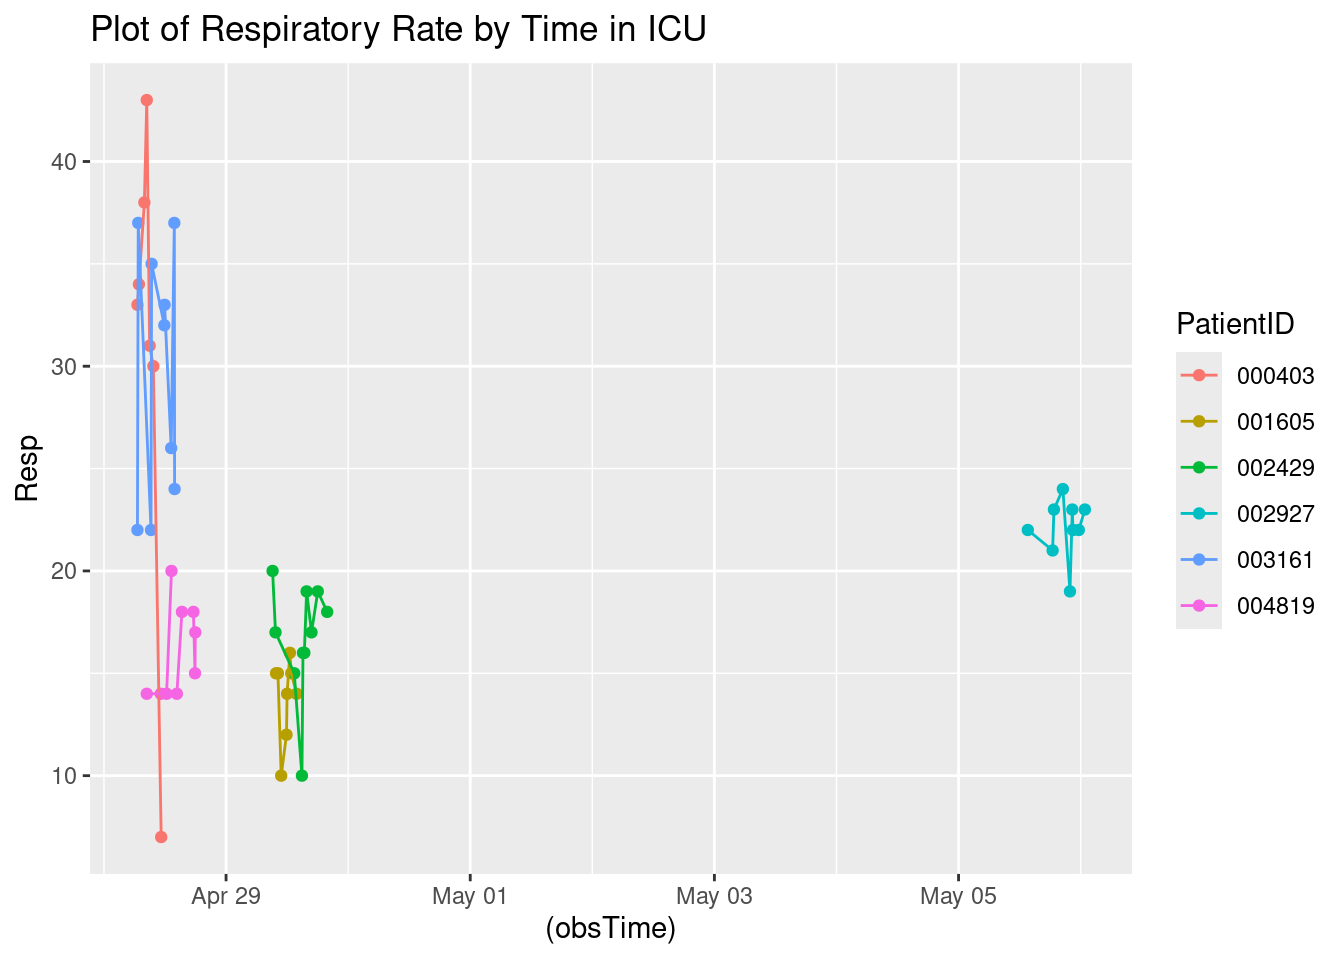 Plot of Respiratory Rate by Time in ICU
Resp
40
30
20
10
Apr 29
May 01
May 03
May 05
(obsTime)
PatientID
000403
001605
002429
002927
003161
004819